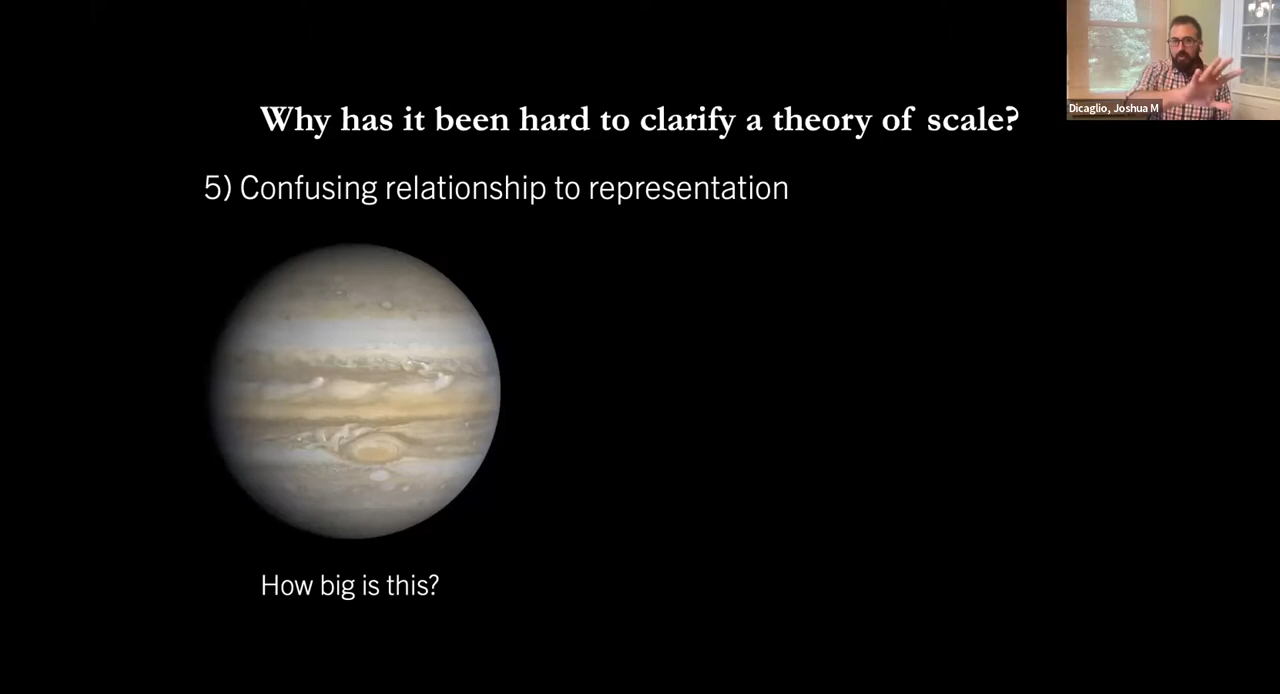 Why has it been hard to clarify a theory of scale?
5) Confusing relationship to representation
How big is this?
Dicaglio, Joshua M